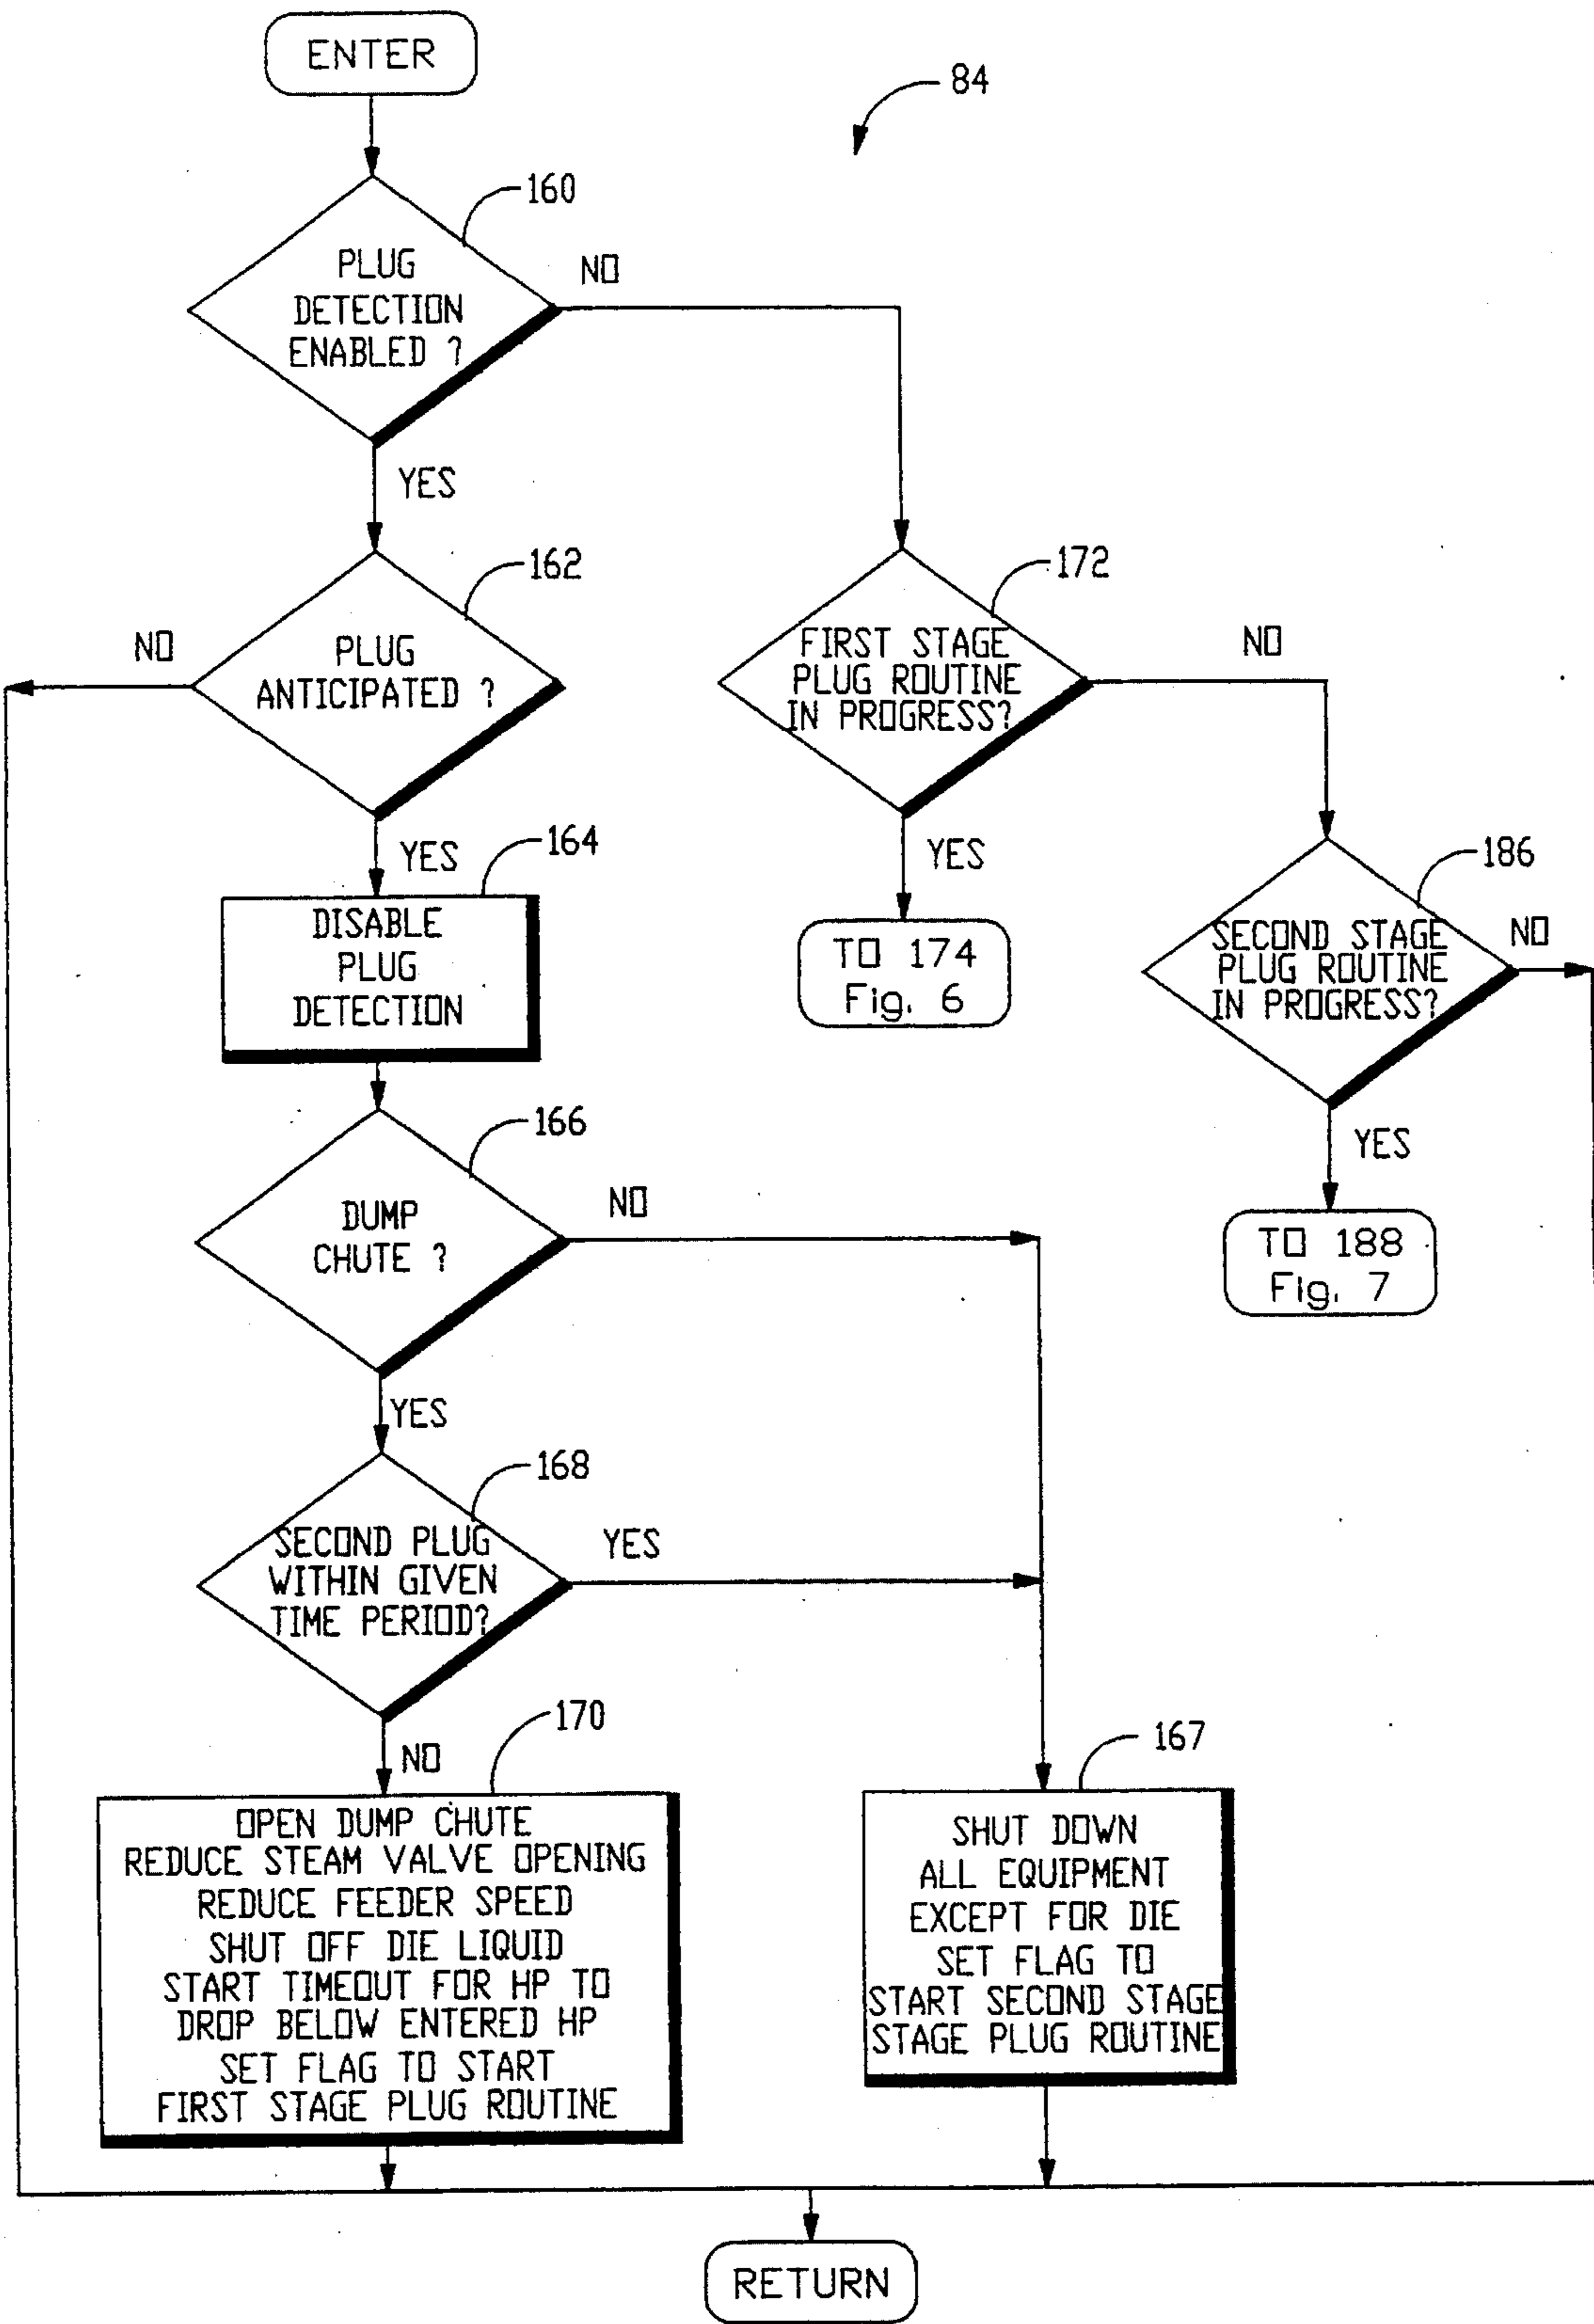 ENTER
84
160
PLUG
DETECTION
ENABLED ?
NO
YES
162
NO
PLUG
ANTICIPATED ?
YES
172
FIRST STAGE
PLUG ROUTINE
IN PROGRESS?
NO
YES
TO 174
Fig. 6
186
SECOND STAGE
PLUG ROUTINE
IN PROGRESS?
NO
YES
TO 188
Fig. 7
164
DISABLE
PLUG
DETECTION
166
DUMP
CHUTE ?
NO
YES
168
SECOND PLUG
WITHIN GIVEN
TIME PERIOD?
YES
NO
170
OPEN DUMP CHUTE
REDUCE STEAM VALVE OPENING
REDUCE FEEDER SPEED
SHUT OFF DIE LIQUID
START TIMEOUT FOR HP TO
DROP BELOW ENTERED HP
SET FLAG TO START
FIRST STAGE PLUG ROUTINE
167
SHUT DOWN
ALL EQUIPMENT
EXCEPT FOR DIE
SET FLAG TO
START SECOND STAGE
STAGE PLUG ROUTINE
RETURN